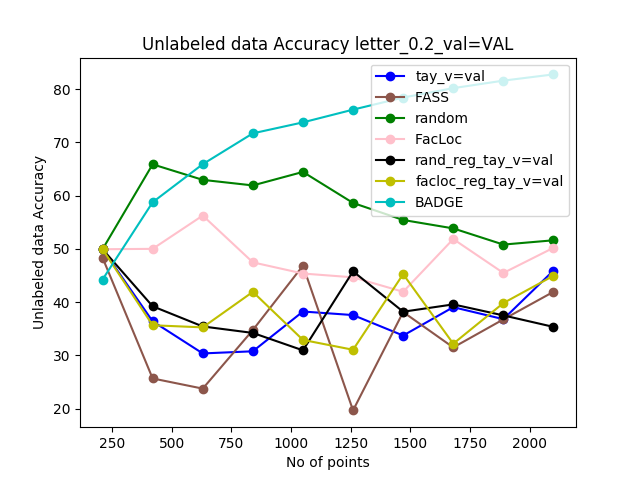 Unlabeled data Accuracy letter_0.2_val=VAL
tay_v=val
FASS
random
FacLoc
rand_reg_tay_v=val
facloc_reg_tay_v=val
BADGE
Unlabeled data Accuracy
80
70
60
50
40
30
20
250 500 750 1000 1250 1500 1750 2000
No of points